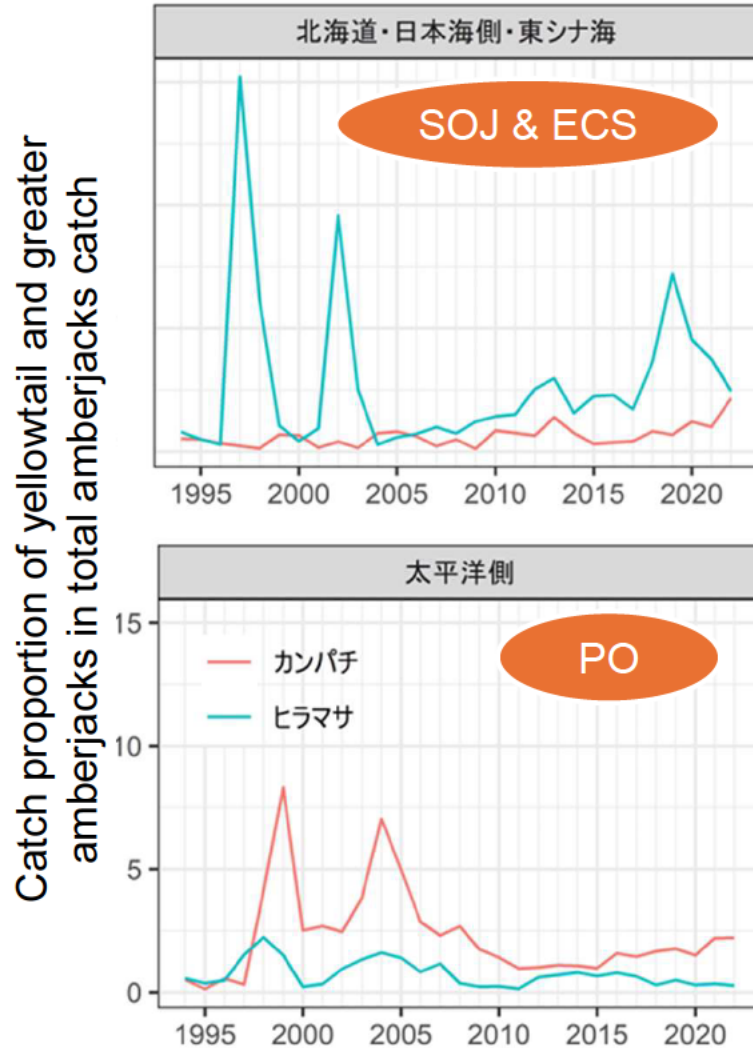 Catch proportion of yellowtail and greater
amberjacks in total amberjacks catch
北海道・日本海側・東シナ海
SOJ & ECS
1995 2000 2005 2010 2015 2020
太平洋側
PO
カンパチ
ヒラマサ
15
10
5
0
1995 2000 2005 2010 2015 2020